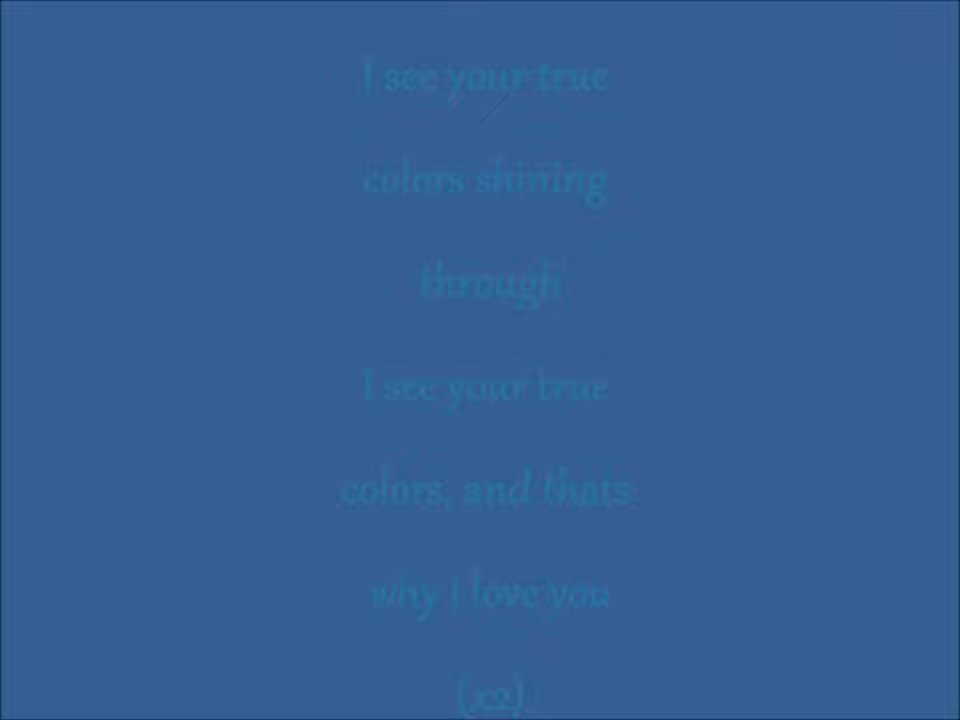 I see your true
colors shining
through
I see your true
colors, and thats
why I love you
(x2)